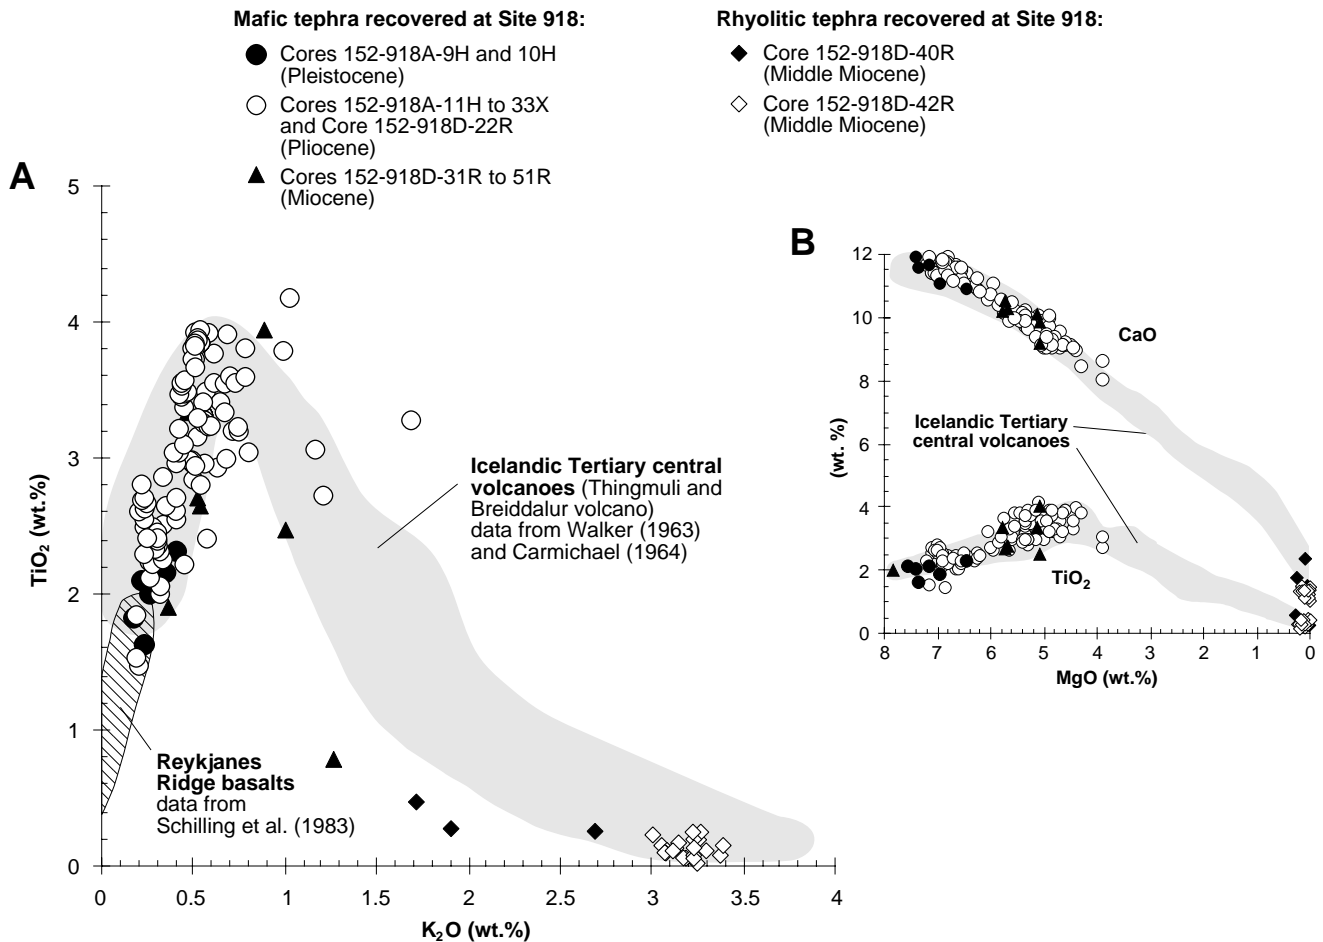 Mafic tephra recovered at Site 918:
Cores 152-918A-9H and 10H
(Pleistocene)
Cores 152-918A-11H to 33X
and Core 152-918D-22R
(Pliocene)
Cores 152-918D-31R to 51R
(Miocene)
Rhyolitic tephra recovered at Site 918:
Core 152-918D-40R
(Middle Miocene)
Core 152-918D-42R
(Middle Miocene)
A
5
4
3
2
1
0
TiO2 (wt.%)
0
0.5
1
1.5
2
2.5
3
3.5
4
K2O (wt.%)
Icelandic Tertiary central
volcanoes (Thingmuli and
Breiddalur volcano)
data from Walker (1963)
and Carmichael (1964)
Reykjanes
Ridge basalts
data from
Schilling et al. (1983)
B
12
10
8
6
4
2
0
(wt. %)
CaO
Icelandic Tertiary
central volcanoes
TiO2
8
7
6
5
4
3
2
1
0
MgO (wt.%)